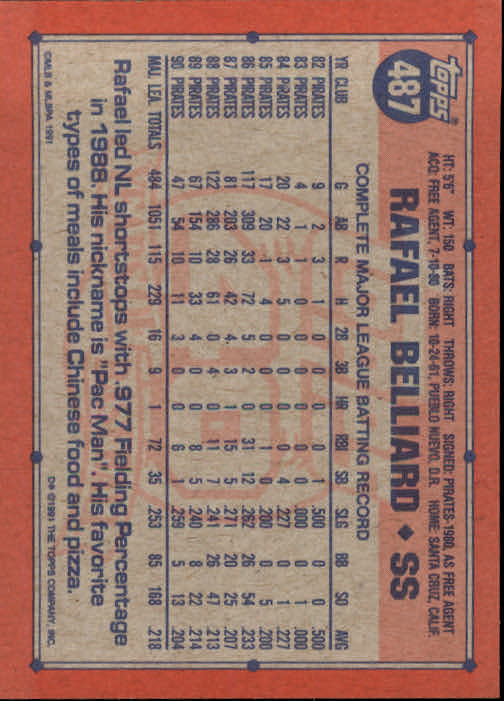 topps®
487
HT: 5'6" WT: 150 BATS: RIGHT THROWS: RIGHT SIGNED: PIRATES-1980, AS FREE AGENT
ACQ: FREE AGENT, 7-10-80 BORN: 10-24-61, PUEBLO NUEVO, D.R. HOME: SANTA CRUZ, CALIF.
RAFAEL BELLIARD ◆ SS
COMPLETE MAJOR LEAGUE BATTING RECORD
YR CLUB G AB R H 2B 3B HR RBI SB SLG BB SO AVG
82 PIRATES 9 2 3 1 0 0 0 0 1 .500 0 0 .500
83 PIRATES 4 1 1 0 0 0 0 0 0 .000 0 1 .000
84 PIRATES 20 22 3 5 0 0 0 0 4 .227 0 1 .227
85 PIRATES 17 20 1 4 0 0 0 1 0 .200 0 5 .200
86 PIRATES 117 309 33 72 5 2 0 31 12 .262 26 54 .233
87 PIRATES 81 203 26 42 4 3 1 15 5 .271 20 25 .207
88 PIRATES 122 286 28 61 0 4 0 11 7 .241 26 47 .213
89 PIRATES 67 154 10 33 4 0 0 8 5 .240 8 22 .214
90 PIRATES 47 54 10 11 3 0 0 6 1 .259 5 13 .204
MAJ. LEA. TOTALS 484 1051 115 229 16 9 1 72 35 .253 85 168 .218
Rafael led NL shortstops with .977 Fielding Percentage
in 1988. His nickname is "Pac Man". His favorite
types of meals include Chinese food and pizza.
©MLB & MLBPA 1991
D* ©1991 THE TOPPS COMPANY, INC.